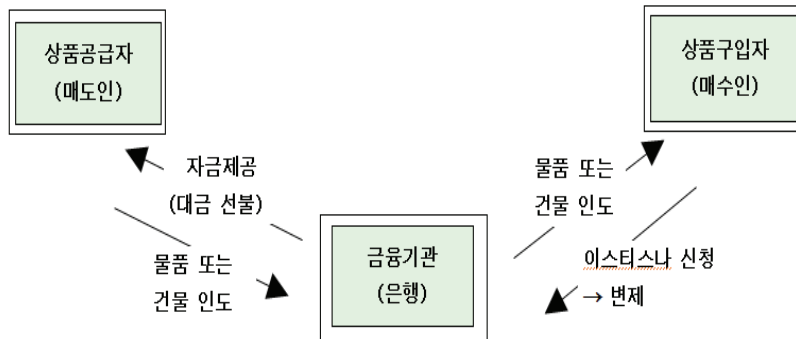 상품공급자
(매도인)
상품구입자
(매수인)
자금제공
(대금 선불)
물품 또는
건물 인도
물품 또는
건물 인도
금융기관
(은행)
이스티스나 신청
→ 변제